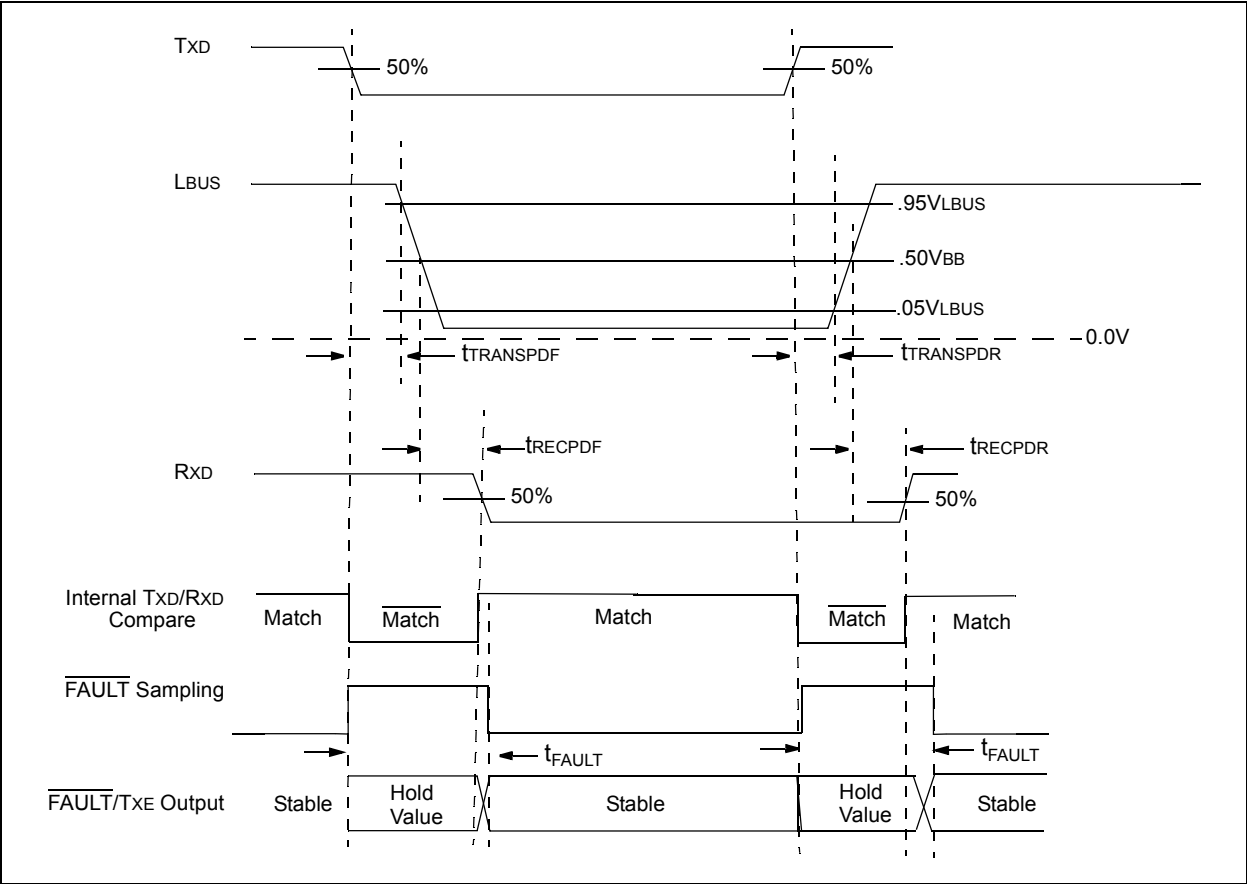 TXD
50%
50%
LBUS
.95VLBUS
.50VBB
.05VLBUS
0.0V
tTRANSPDF
tTRANSPDR
tRECPDF
tRECPDR
RXD
50%
50%
Internal TXD/RXD
Compare
Match
Match
Match
Match
Match
FAULT Sampling
tFAULT
tFAULT
FAULT/TXE Output
Stable
Hold
Value
Stable
Hold
Value
Stable